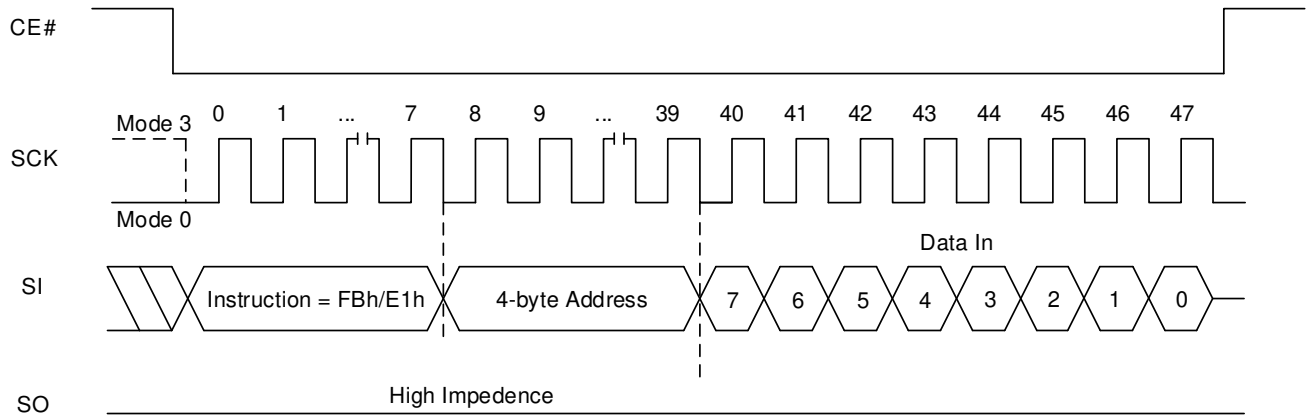 CE#
0 1 ... 7 8 9 ... 39 40 41 42 43 44 45 46 47
Mode 3
SCK
Mode 0
Data In
SI
Instruction = FBh/E1h 4-byte Address 7 6 5 4 3 2 1 0
High Impedence
SO